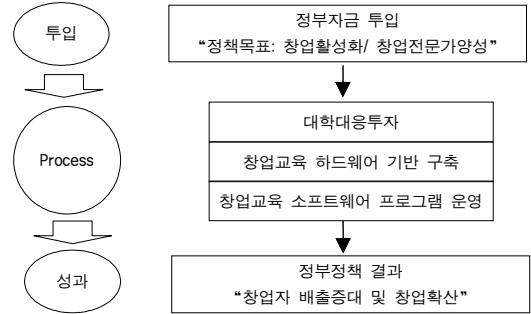 투입
정부자금 투입
“정책목표: 창업활성화/ 창업전문가양성”
Process
대학대응투자
창업교육 하드웨어 기반 구축
창업교육 소프트웨어 프로그램 운영
성과
정부정책 결과
“창업자 배출증대 및 창업확산”